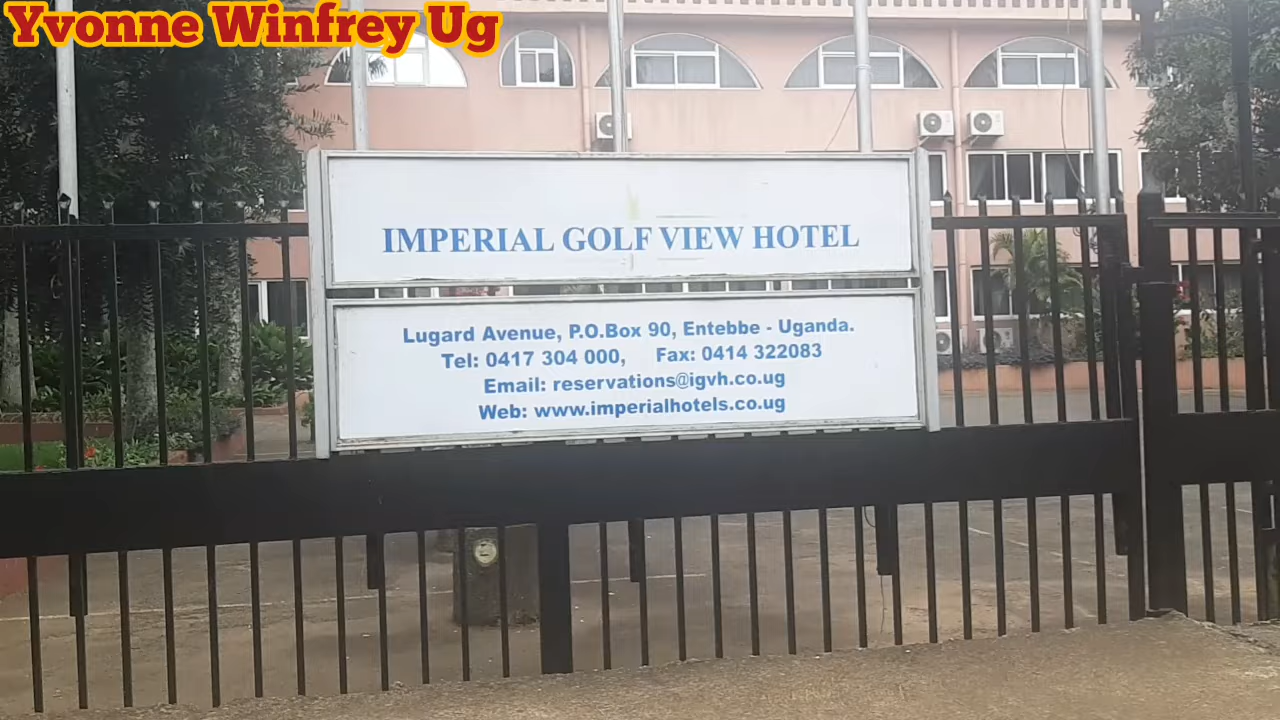 Yvonne Winfrey Ug
IMPERIAL GOLF VIEW HOTEL
Lugard Avenue, P.O.Box 90, Entebbe - Uganda.
Tel: 0417 304 000, Fax: 0414 322083
Email: reservations@igvh.co.ug
Web: www.imperialhotels.co.ug